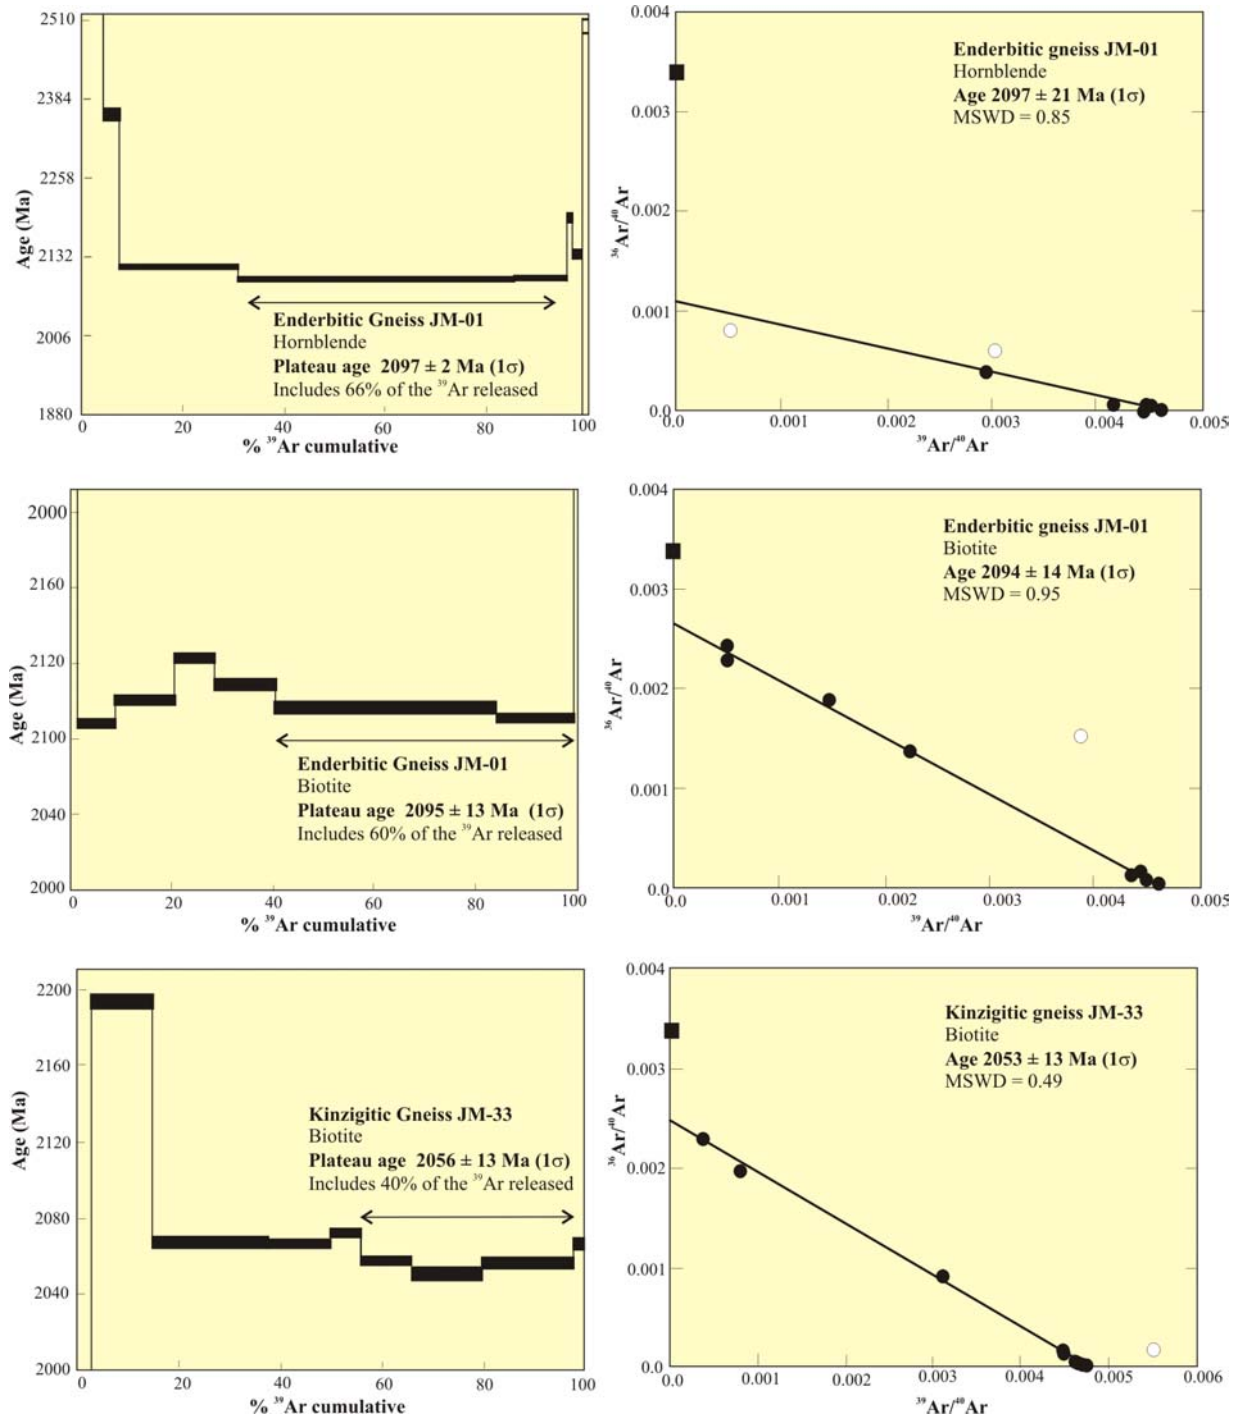 2510
2384
2258
2132
2006
1880
Age (Ma)
Enderbitic Gneiss JM-01
Hornblende
Plateau age 2097 ± 2 Ma (1σ)
Includes 66% of the ³⁹Ar released
0 20 40 60 80 100
% ³⁹Ar cumulative
0.004
0.003
0.002
0.001
0.0
³⁶Ar/⁴⁰Ar
Enderbitic gneiss JM-01
Hornblende
Age 2097 ± 21 Ma (1σ)
MSWD = 0.85
0.0 0.001 0.002 0.003 0.004 0.005
³⁹Ar/⁴⁰Ar
2000
2160
2120
2100
2040
2000
Age (Ma)
Enderbitic Gneiss JM-01
Biotite
Plateau age 2095 ± 13 Ma (1σ)
Includes 60% of the ³⁹Ar released
0 20 40 60 80 100
% ³⁹Ar cumulative
0.004
0.003
0.002
0.001
0.0
³⁶Ar/⁴⁰Ar
Enderbitic gneiss JM-01
Biotite
Age 2094 ± 14 Ma (1σ)
MSWD = 0.95
0.0 0.001 0.002 0.003 0.004 0.005
³⁹Ar/⁴⁰Ar
2200
2160
2120
2080
2040
2000
Age (Ma)
Kinzigitic Gneiss JM-33
Biotite
Plateau age 2056 ± 13 Ma (1σ)
Includes 40% of the ³⁹Ar released
0 20 40 60 80 100
% ³⁹Ar cumulative
0.004
0.003
0.002
0.001
0.0
³⁶Ar/⁴⁰Ar
Kinzigitic gneiss JM-33
Biotite
Age 2053 ± 13 Ma (1σ)
MSWD = 0.49
0.0 0.001 0.002 0.003 0.004 0.005 0.006
³⁹Ar/⁴⁰Ar